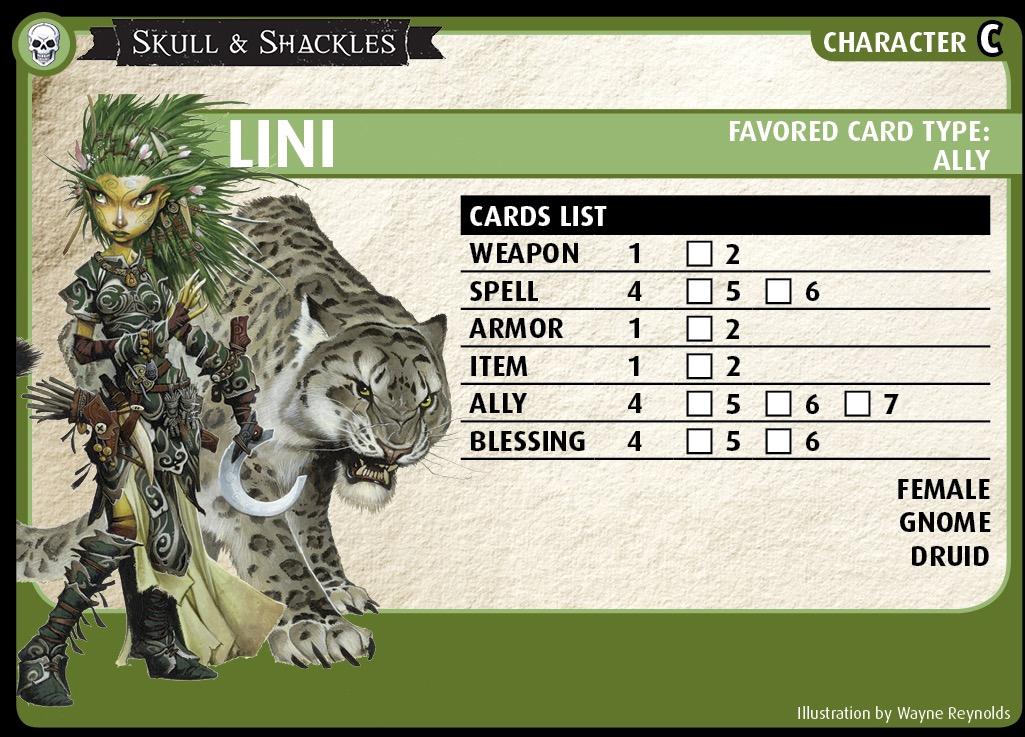 SKULL & SHACKLES
CHARACTER C
LINI
FAVORED CARD TYPE:
ALLY
CARDS LIST
WEAPON 1 ☐ 2
SPELL 4 ☐ 5 ☐ 6
ARMOR 1 ☐ 2
ITEM 1 ☐ 2
ALLY 4 ☐ 5 ☐ 6 ☐ 7
BLESSING 4 ☐ 5 ☐ 6
FEMALE
GNOME
DRUID
Illustration by Wayne Reynolds